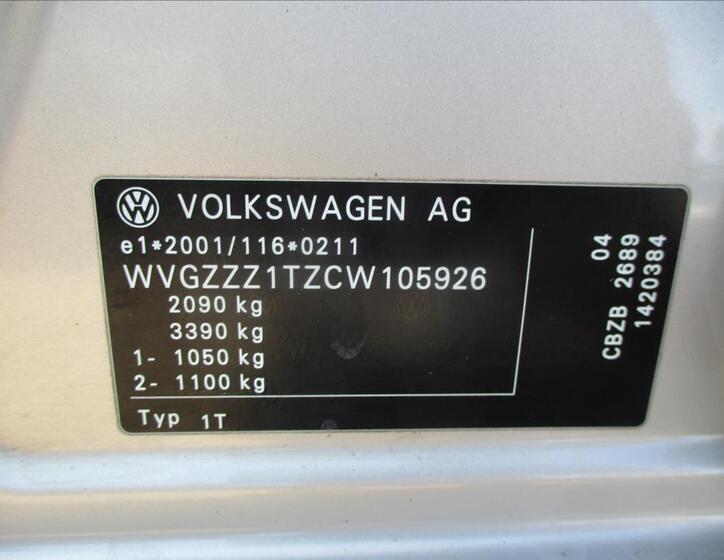 VOLKSWAGEN AG
e1*2001/116*0211
WVGZZZ1TZCW105926
2090 kg
3390 kg
1- 1050 kg
2- 1100 kg
Typ 1T
04
CBZB 2689
1420384